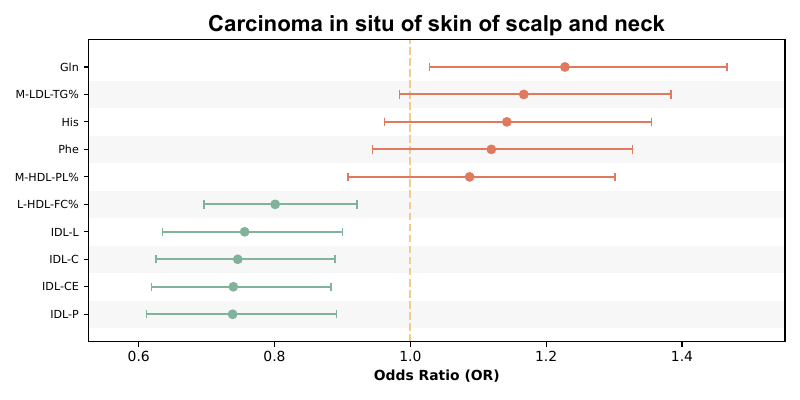 Carcinoma in situ of skin of scalp and neck
Gln
M-LDL-TG%
His
Phe
M-HDL-PL%
L-HDL-FC%
IDL-L
IDL-C
IDL-CE
IDL-P
0.6 0.8 1.0 1.2 1.4
Odds Ratio (OR)